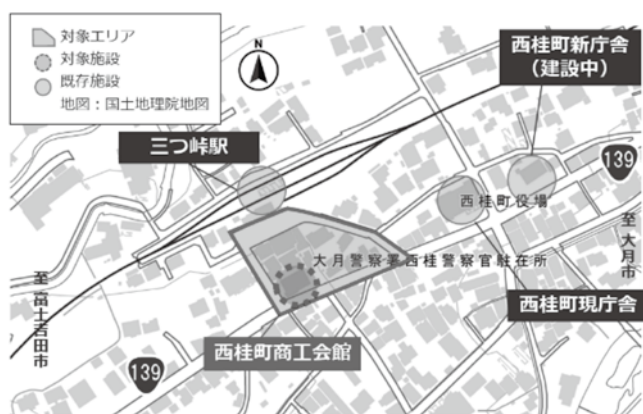 対象エリア
対象施設
既存施設
地図：国土地理院地図
N
西桂町新庁舎
（建設中）
三つ峠駅
139
西桂町役場
至大月市
大月警察署西桂警察官駐在所
至富士吉田市
西桂町現庁舎
西桂町商工会館
139